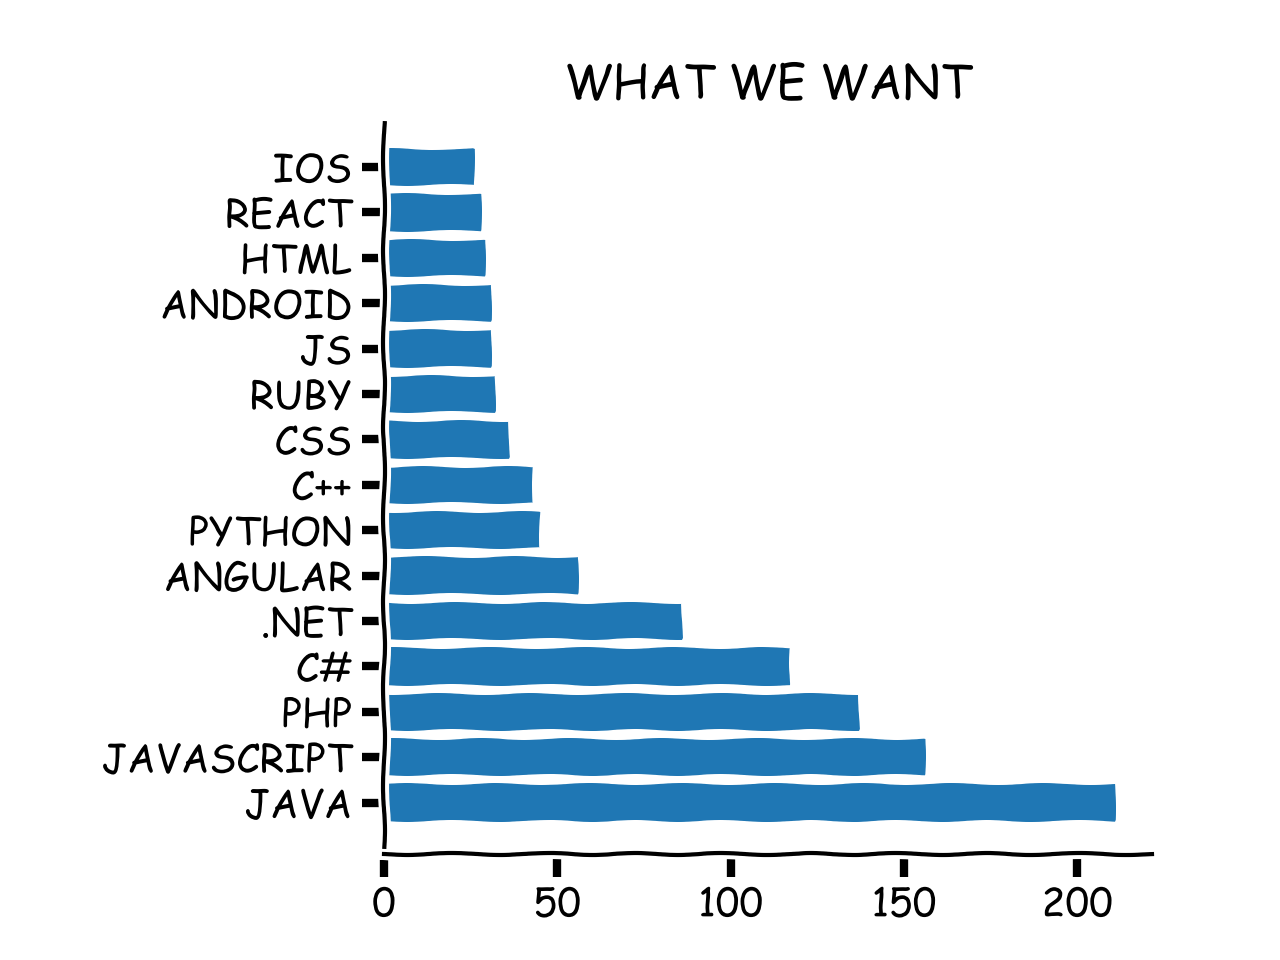 WHAT WE WANT
IOS
REACT
HTML
ANDROID
JS
RUBY
CSS
C++
PYTHON
ANGULAR
.NET
C#
PHP
JAVASCRIPT
JAVA
0 50 100 150 200